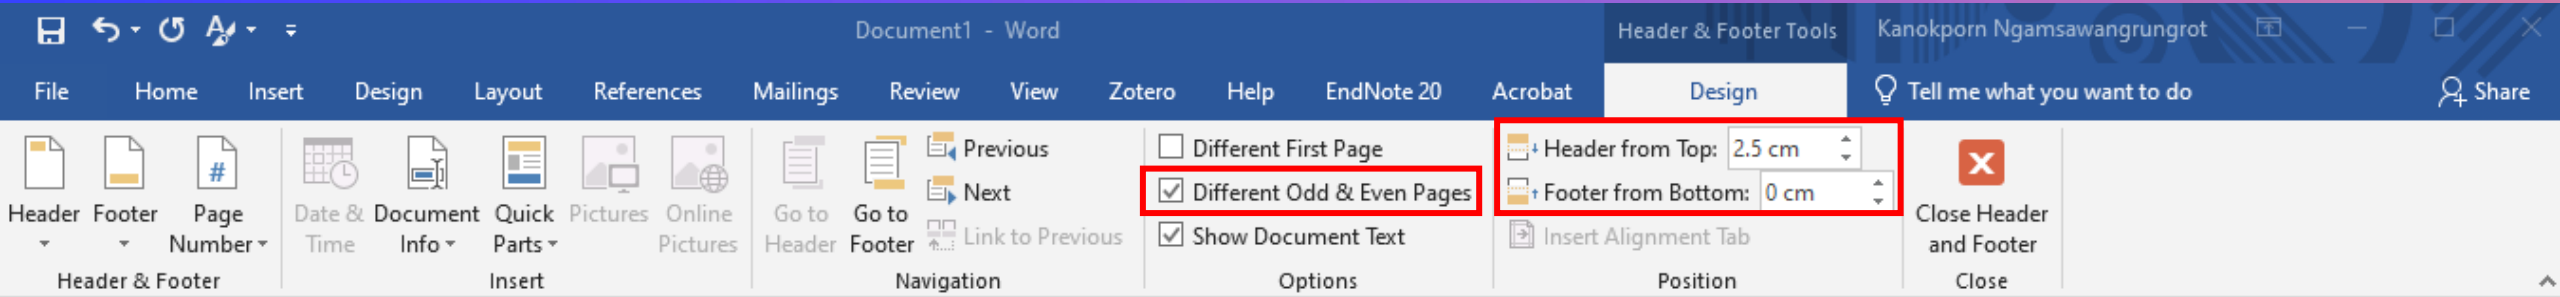 Document1 - Word
Header & Footer Tools
Kanokporn Ngamsawangrungrot
File Home Insert Design Layout References Mailings Review View Zotero Help EndNote 20 Acrobat Design Tell me what you want to do Share
Header
Footer
Page
Number
Header & Footer
Date &
Time
Document
Info
Quick
Parts
Pictures
Online
Pictures
Insert
Go to
Header
Go to
Footer
Previous
Next
Link to Previous
Navigation
Different First Page
Different Odd & Even Pages
Show Document Text
Options
Header from Top: 2.5 cm
Footer from Bottom: 0 cm
Insert Alignment Tab
Position
Close Header
and Footer
Close